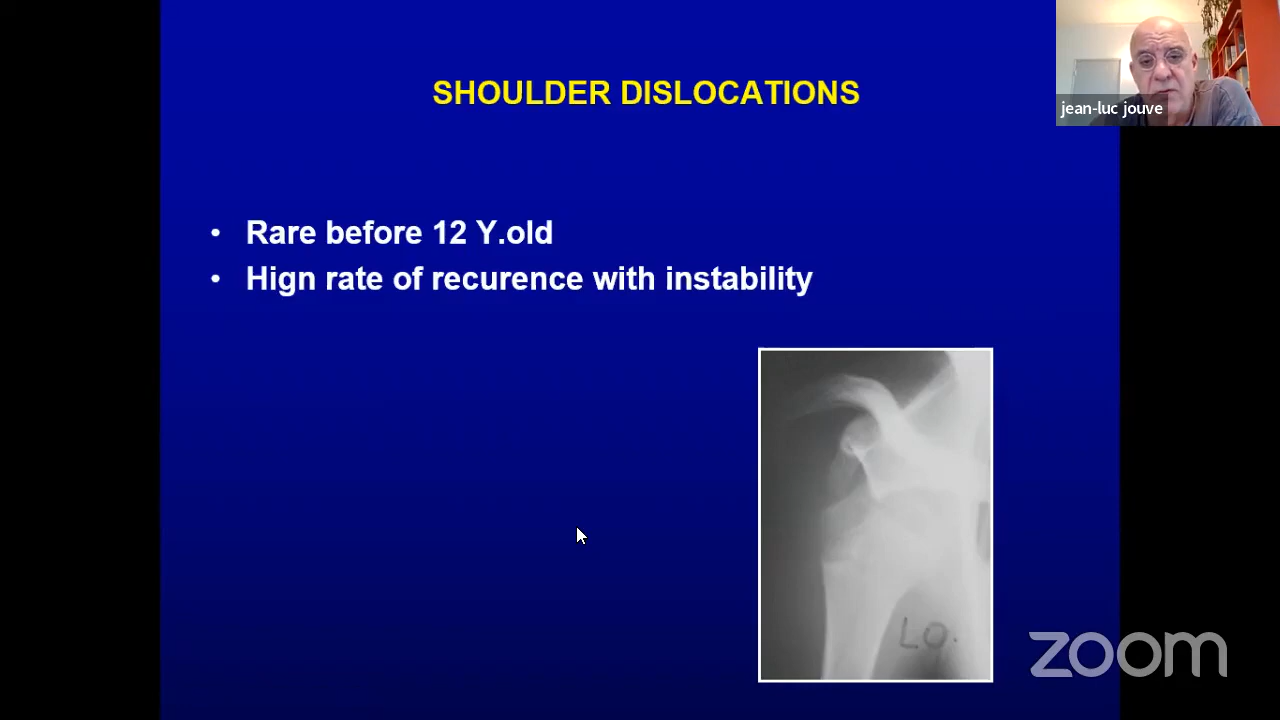 SHOULDER DISLOCATIONS
jean-luc jouve
• Rare before 12 Y.old
• Hign rate of recurence with instability
LO.
zoom